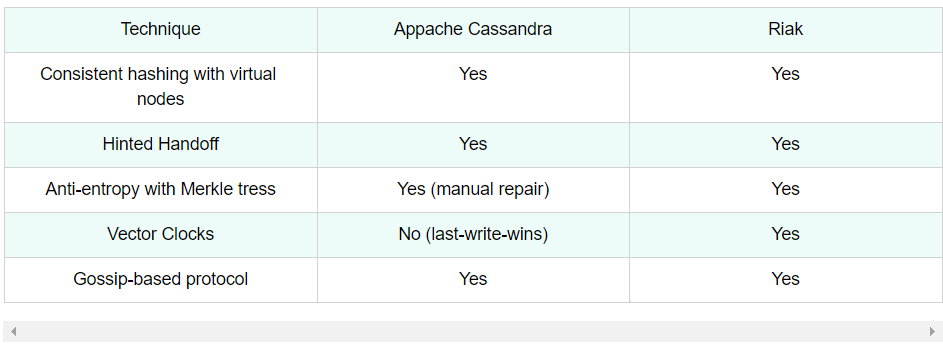 Technique Appache Cassandra Riak
Consistent hashing with virtual Yes Yes
nodes
Hinted Handoff Yes Yes
Anti-entropy with Merkle tress Yes (manual repair) Yes
Vector Clocks No (last-write-wins) Yes
Gossip-based protocol Yes Yes